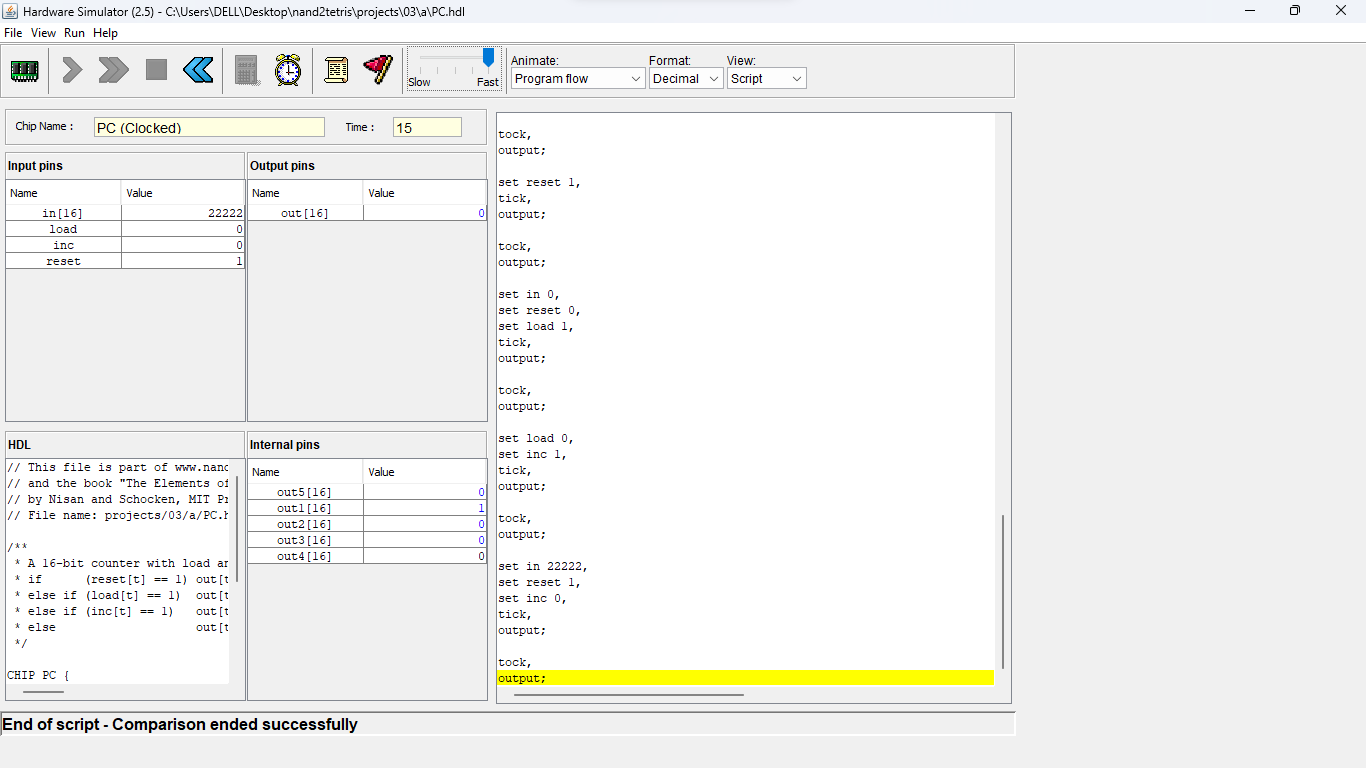 Hardware Simulator (2.5) - C:\Users\DELL\Desktop\nand2tetris\projects\03\a\PC.hdl
File View Run Help
Slow Fast
Animate: Format: View:
Program flow Decimal Script
Chip Name : PC (Clocked) Time : 15
Input pins
Name Value
in[16] 22222
load 0
inc 0
reset 1
Output pins
Name Value
out[16] 0
HDL
// This file is part of www.nand
// and the book "The Elements of
// by Nisan and Schocken, MIT Pr
// File name: projects/03/a/PC.h
/**
* A 16-bit counter with load an
* if (reset[t] == 1) out[t
* else if (load[t] == 1) out[t
* else if (inc[t] == 1) out[t
* else out[t
*/
CHIP PC {
Internal pins
Name Value
out5[16] 0
out1[16] 1
out2[16] 0
out3[16] 0
out4[16] 0
tock,
output;
set reset 1,
tick,
output;
tock,
output;
set in 0,
set reset 0,
set load 1,
tick,
output;
tock,
output;
set load 0,
set inc 1,
tick,
output;
tock,
output;
set in 22222,
set reset 1,
set inc 0,
tick,
output;
tock,
output;
End of script - Comparison ended successfully